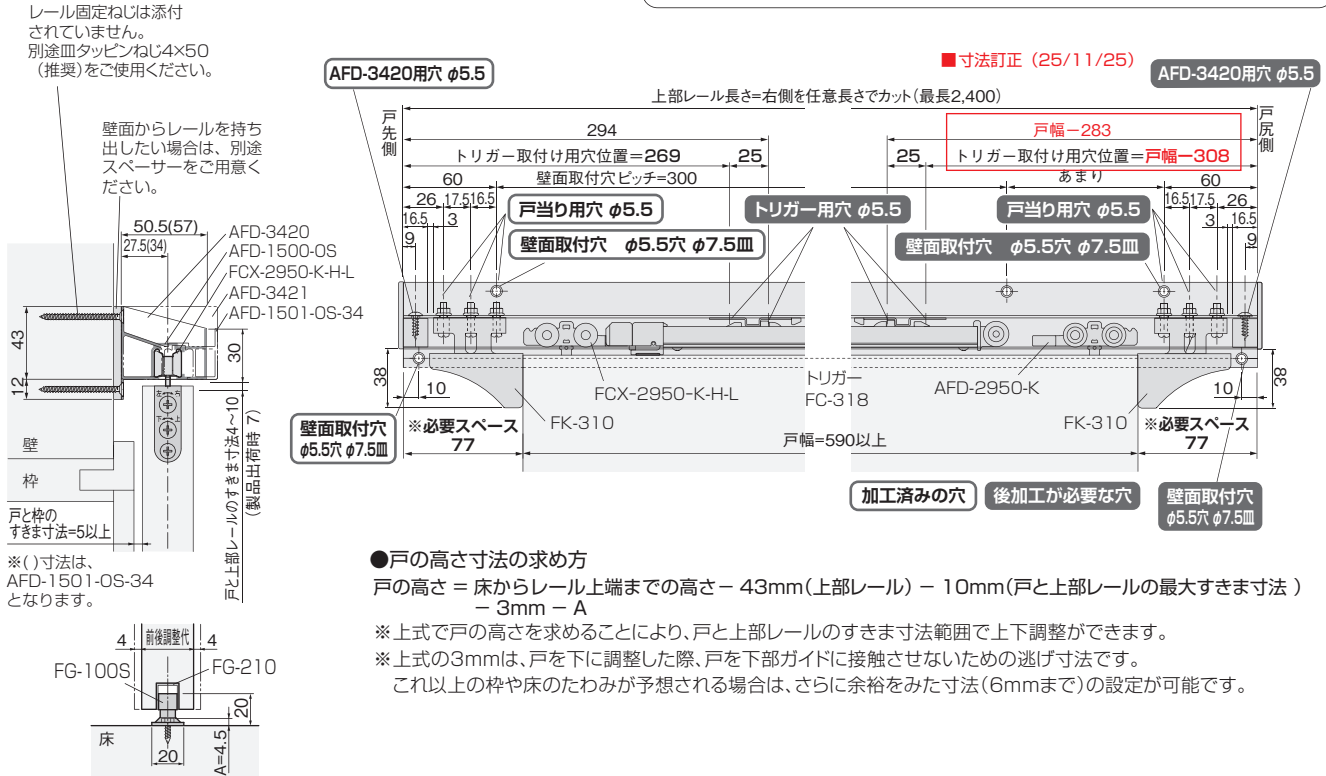 レール固定ねじは添付
されていません。
別途皿タッピンねじ4×50
（推奨）をご使用ください。
壁面からレールを持ち
出したい場合は、別途
スペーサーをご用意く
ださい。
50.5(57)
27.5(34)
AFD-3420
AFD-1500-0S
FCX-2950-K-H-L
AFD-3421
AFD-1501-0S-34
43
12
30
左 右
下 上
壁
枠
戸と枠の
すきま寸法=5以上
戸と上部レールのすきま寸法4~10
(製品出荷時 7)
※( )寸法は、
AFD-1501-0S-34
となります。
4
前後調整代
4
FG-100S
FG-210
20
床
20
A=4.5
■寸法訂正（25/11/25）
AFD-3420用穴 φ5.5
AFD-3420用穴 φ5.5
上部レール長さ=右側を任意長さでカット(最長2,400)
戸先側
戸尻側
294
戸幅−283
トリガー取付け用穴位置=269
25
25
トリガー取付け用穴位置=戸幅ー308
60
壁面取付穴ピッチ=300
あまり
60
26
17.5
16.5
16.5
17.5
26
16.5
3
3
16.5
9
9
戸当り用穴 φ5.5
トリガー用穴 φ5.5
戸当り用穴 φ5.5
壁面取付穴 φ5.5穴 φ7.5皿
壁面取付穴 φ5.5穴 φ7.5皿
38
10
FCX-2950-K-H-L
トリガー
FC-318
AFD-2950-K
10
38
FK-310
FK-310
壁面取付穴
φ5.5穴 φ7.5皿
※必要スペース
77
戸幅=590以上
※必要スペース
77
加工済みの穴
後加工が必要な穴
壁面取付穴
φ5.5穴 φ7.5皿
●戸の高さ寸法の求め方
戸の高さ = 床からレール上端までの高さ− 43mm(上部レール) − 10mm(戸と上部レールの最大すきま寸法 )
− 3mm − A
※上式で戸の高さを求めることにより、戸と上部レールのすきま寸法範囲で上下調整ができます。
※上式の3mmは、戸を下に調整した際、戸を下部ガイドに接触させないための逃げ寸法です。
これ以上の枠や床のたわみが予想される場合は、さらに余裕をみた寸法(6mmまで)の設定が可能です。